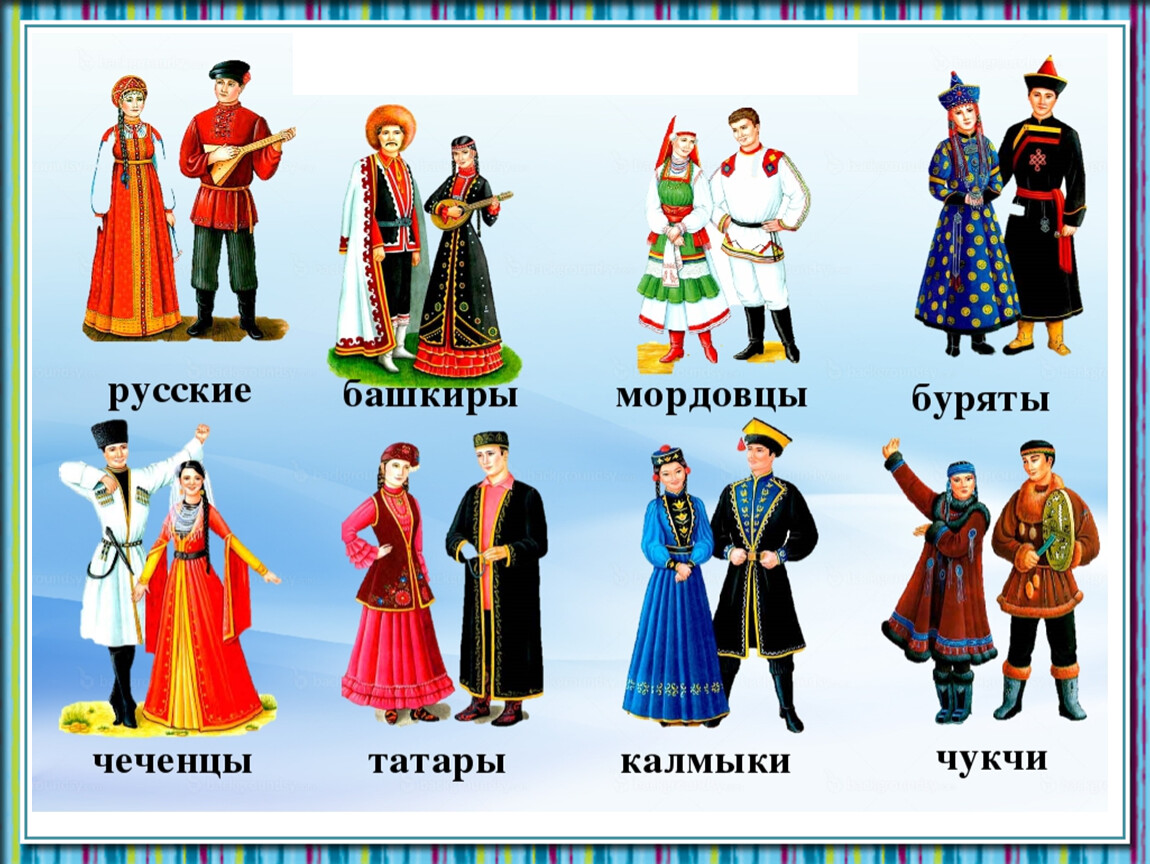 русские
башкиры
мордовцы
буряты
чеченцы
татары
калмыки
чукчи